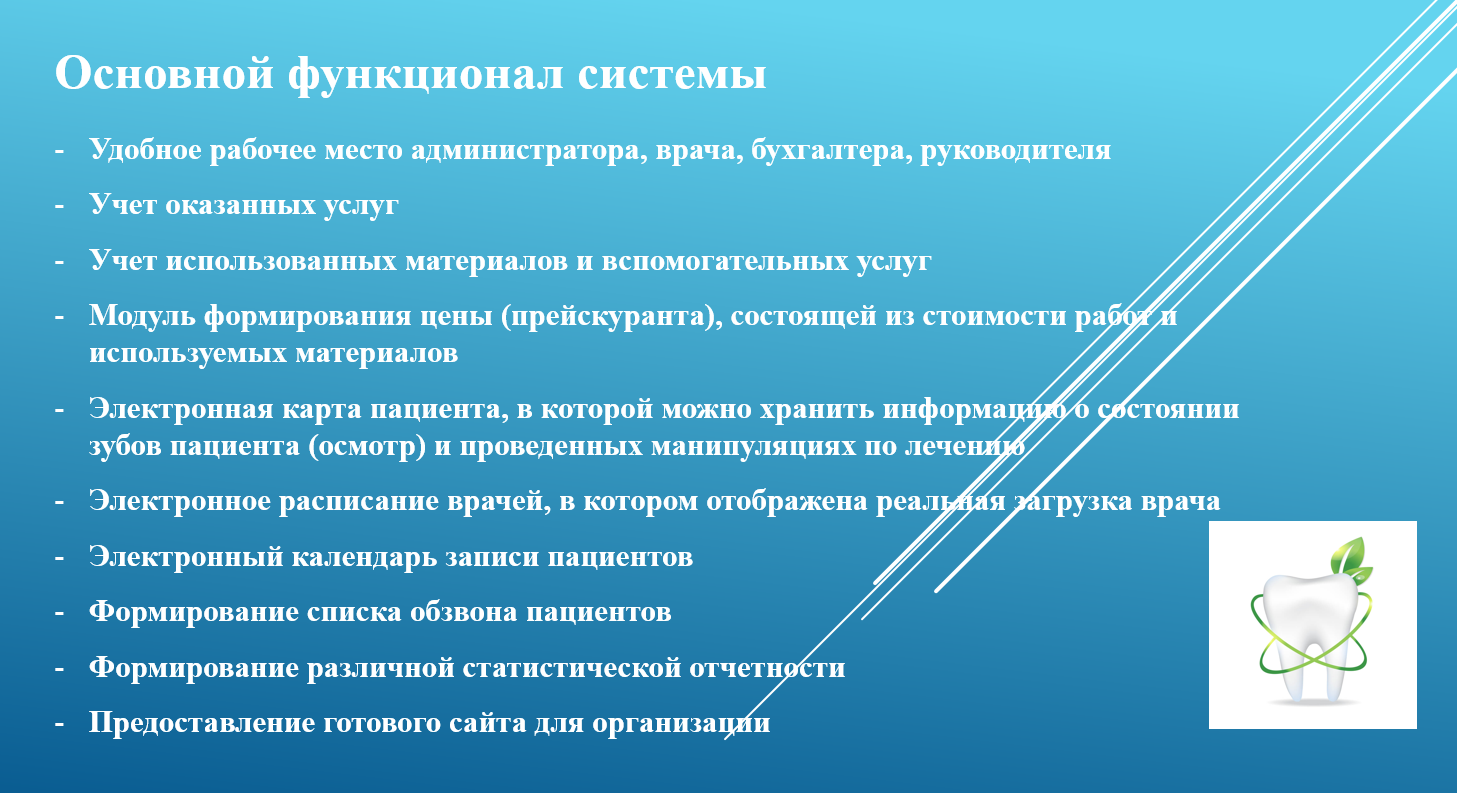 Основной функционал системы
- Удобное рабочее место администратора, врача, бухгалтера, руководителя
- Учет оказанных услуг
- Учет использованных материалов и вспомогательных услуг
- Модуль формирования цены (прейскуранта), состоящей из стоимости работ и
используемых материалов
- Электронная карта пациента, в которой можно хранить информацию о состоянии
зубов пациента (осмотр) и проведенных манипуляциях по лечению
- Электронное расписание врачей, в котором отображена реальная загрузка врача
- Электронный календарь записи пациентов
- Формирование списка обзвона пациентов
- Формирование различной статистической отчетности
- Предоставление готового сайта для организации